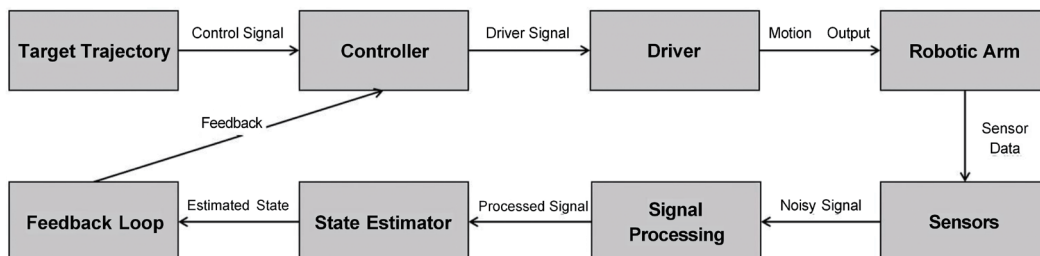 Target Trajectory
Control Signal
Controller
Driver Signal
Driver
Motion Output
Robotic Arm
Feedback
Sensor
Data
Feedback Loop
Estimated State
State Estimator
Processed Signal
Signal
Processing
Noisy Signal
Sensors